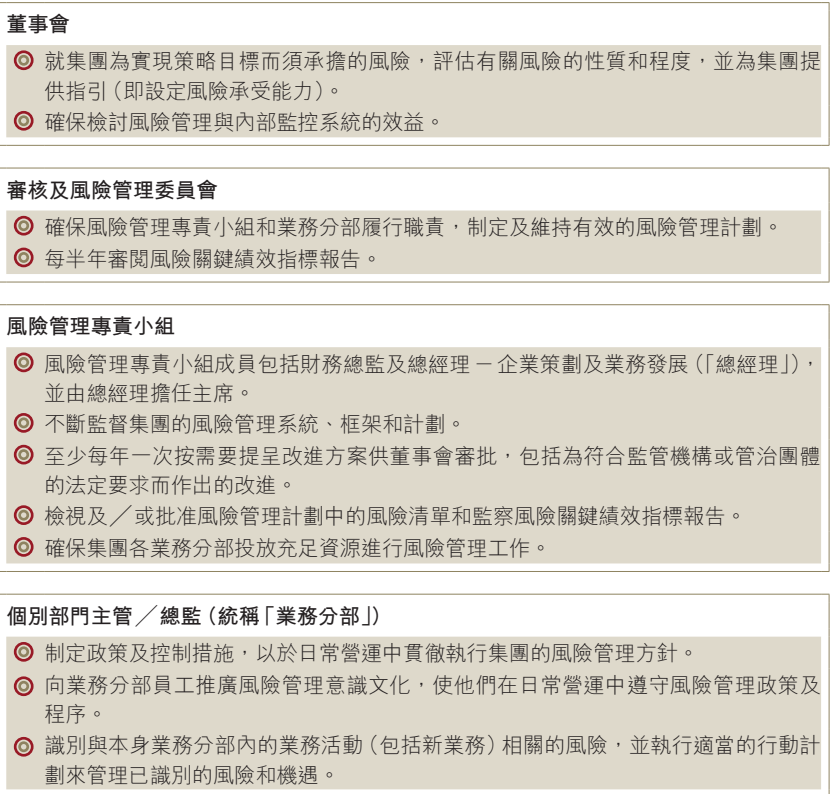 董事會
就集團為實現策略目標而須承擔的風險，評估有關風險的性質和程度，並為集團提
供指引（即設定風險承受能力）。
確保檢討風險管理與內部監控系統的效益。
審核及風險管理委員會
確保風險管理專責小組和業務分部履行職責，制定及維持有效的風險管理計劃。
每半年審閱風險關鍵績效指標報告。
風險管理專責小組
風險管理專責小組成員包括財務總監及總經理 － 企業策劃及業務發展（「總經理」），
並由總經理擔任主席。
不斷監督集團的風險管理系統、框架和計劃。
至少每年一次按需要提呈改進方案供董事會審批，包括為符合監管機構或管治團體
的法定要求而作出的改進。
檢視及／或批准風險管理計劃中的風險清單和監察風險關鍵績效指標報告。
確保集團各業務分部投放充足資源進行風險管理工作。
個別部門主管／總監（統稱「業務分部」）
制定政策及控制措施，以於日常營運中貫徹執行集團的風險管理方針。
向業務分部員工推廣風險管理意識文化，使他們在日常營運中遵守風險管理政策及
程序。
識別與本身業務分部內的業務活動（包括新業務）相關的風險，並執行適當的行動計
劃來管理已識別的風險和機遇。